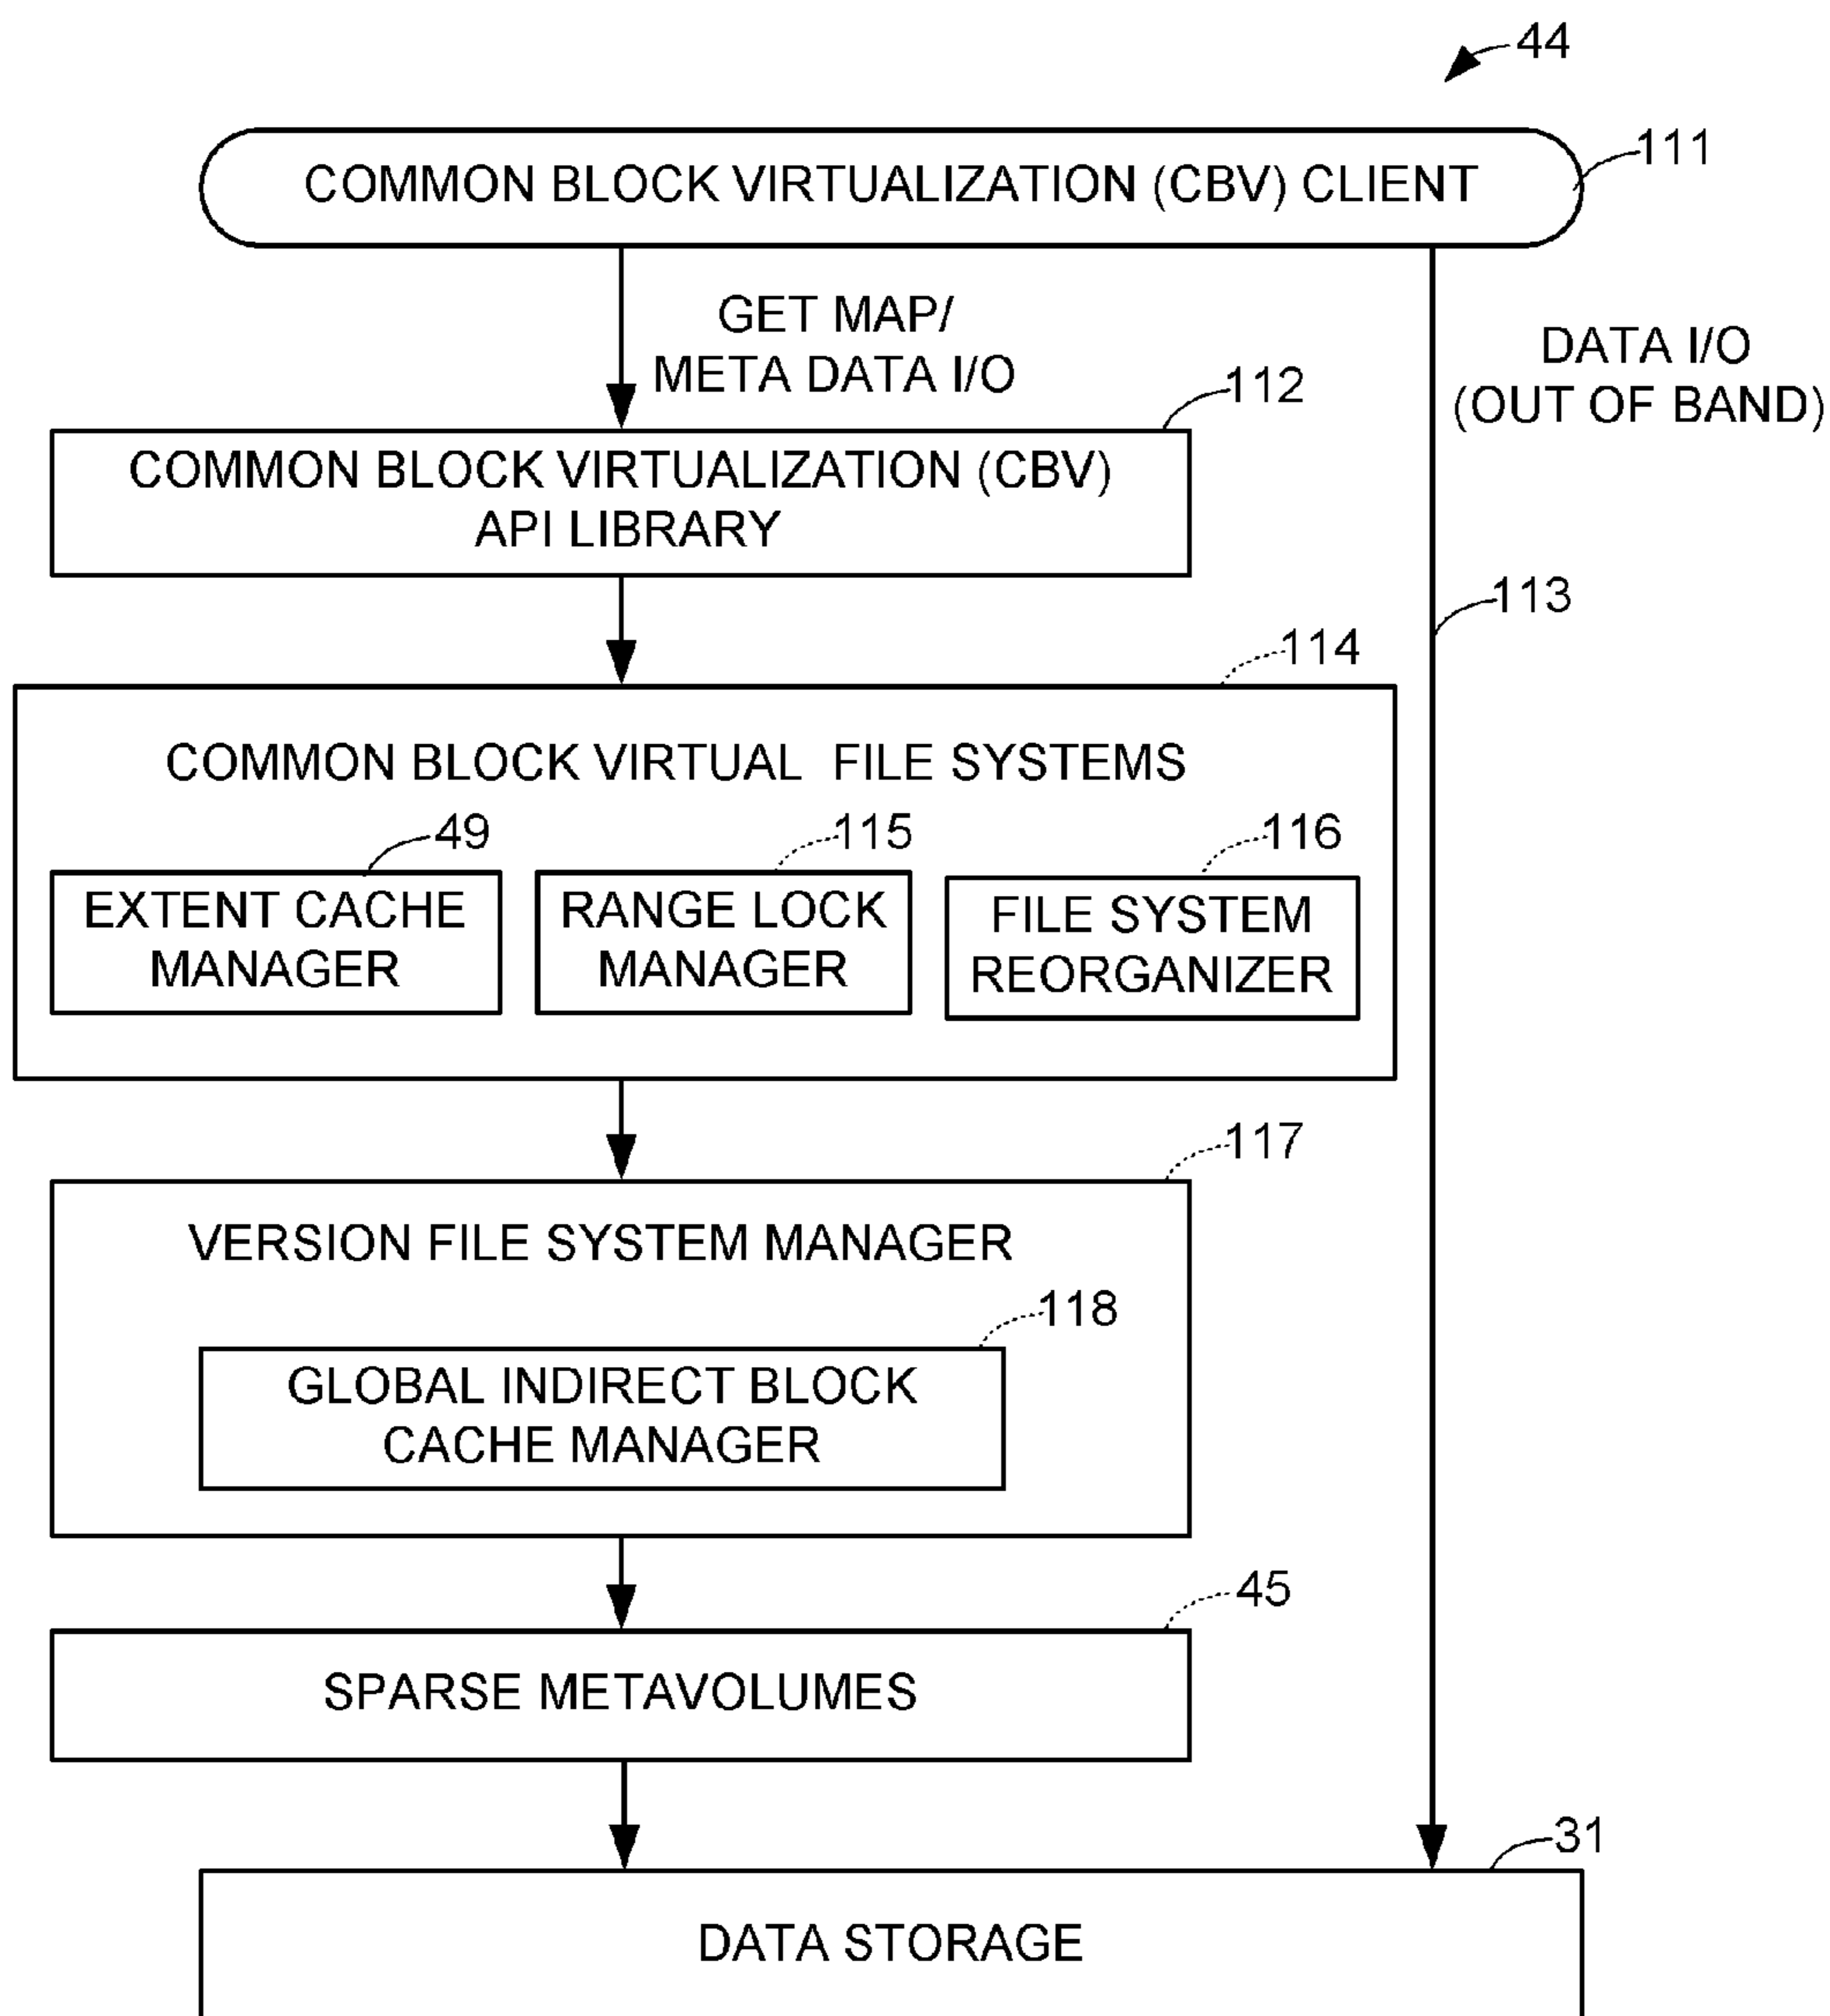 44
COMMON BLOCK VIRTUALIZATION (CBV) CLIENT
111
GET MAP/
META DATA I/O
DATA I/O
(OUT OF BAND)
112
COMMON BLOCK VIRTUALIZATION (CBV)
API LIBRARY
113
114
COMMON BLOCK VIRTUAL FILE SYSTEMS
49
EXTENT CACHE
MANAGER
115
RANGE LOCK
MANAGER
116
FILE SYSTEM
REORGANIZER
117
VERSION FILE SYSTEM MANAGER
118
GLOBAL INDIRECT BLOCK
CACHE MANAGER
45
SPARSE METAVOLUMES
31
DATA STORAGE